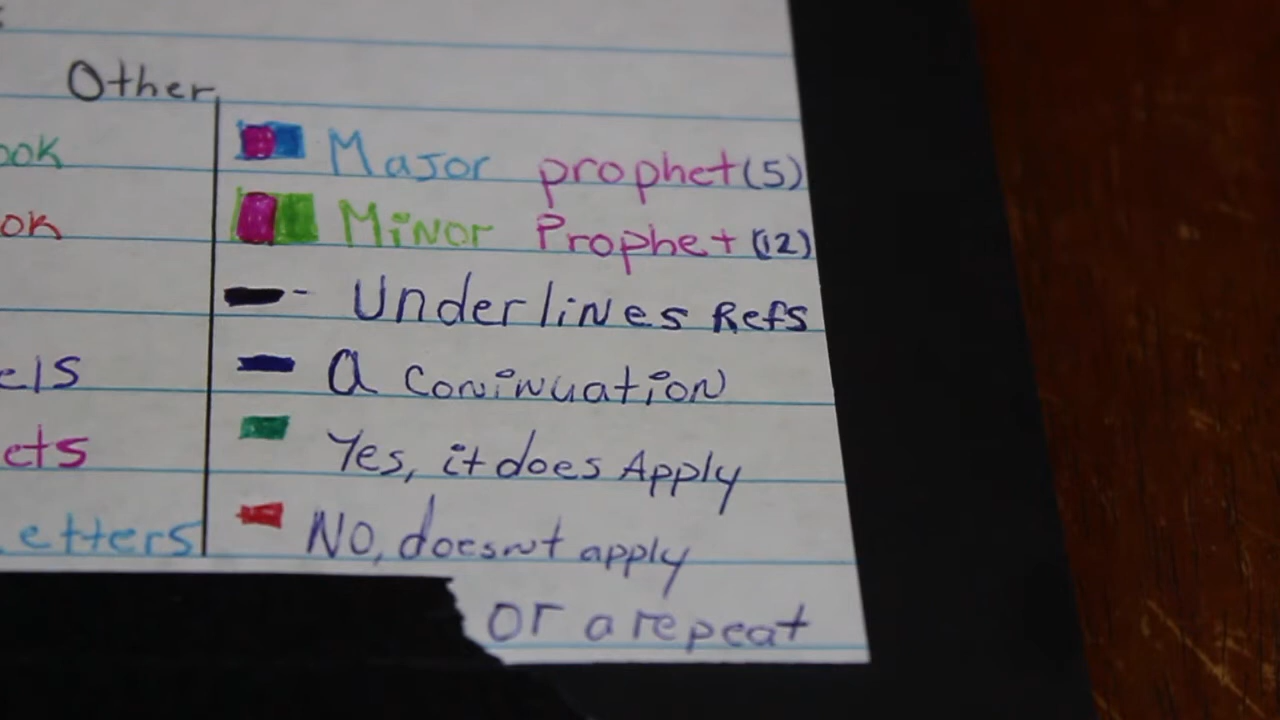 Other
ook
Major prophet (5)
ok
Minor Prophet (12)
- Underlines Refs
els
a coninuation
ets
Yes, it does Apply
etters
No, doesnt apply
or a repeat